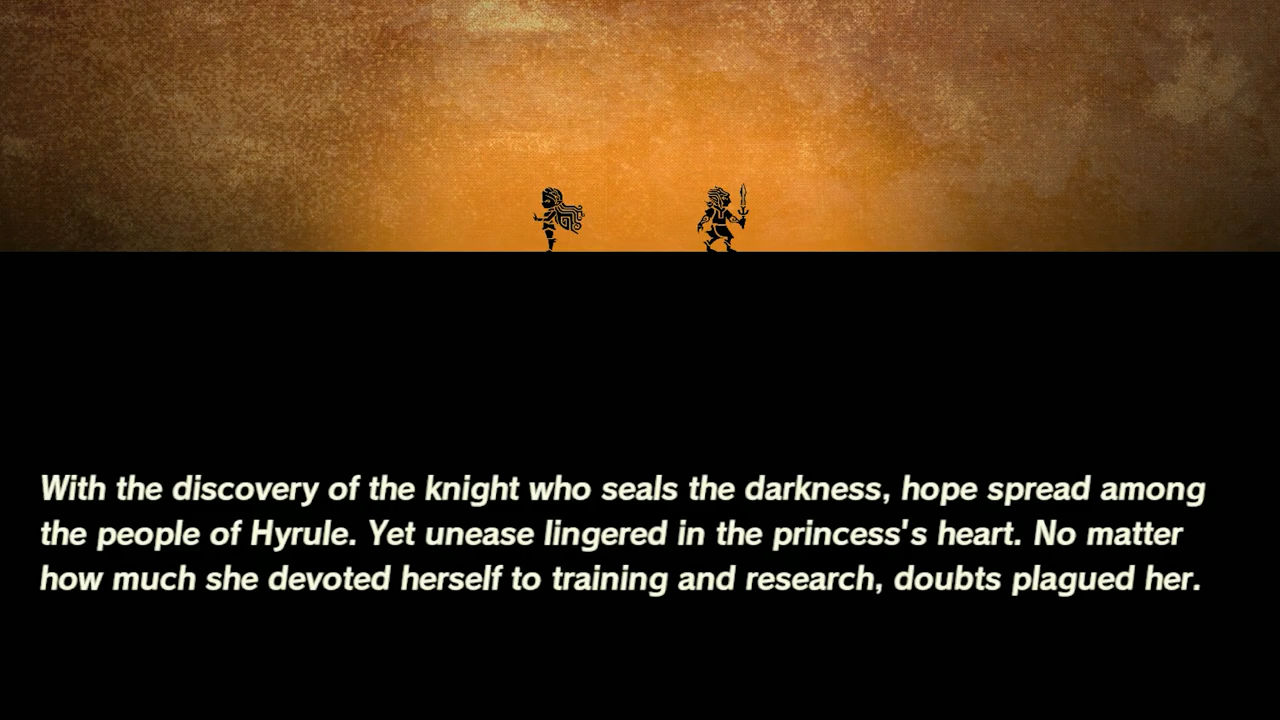 With the discovery of the knight who seals the darkness, hope spread among
the people of Hyrule. Yet unease lingered in the princess's heart. No matter
how much she devoted herself to training and research, doubts plagued her.